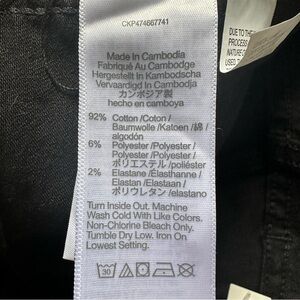 CKP474667741
Made in Cambodia
Fabriqué Au Cambodge
Hergestellt in Kambodscha
Vervaardigd In Cambodja
カンボジア製
hecho en camboya
92% Cotton /Coton /
Baumwolle /Katoen /綿 /
algodón
6% Polyester /Polyester /
Polyester /Polyester /
ポリエステル /poliéster
2% Elastane /Élasthanne /
Elastan /Elastaan /
ポリウレタン /elastano
Turn Inside Out. Machine
Wash Cold With Like Colors.
Non-Chlorine Bleach Only.
Tumble Dry Low. Iron On
Lowest Setting.
30
DUE TO THE
PROCESS
NATURE
USED,